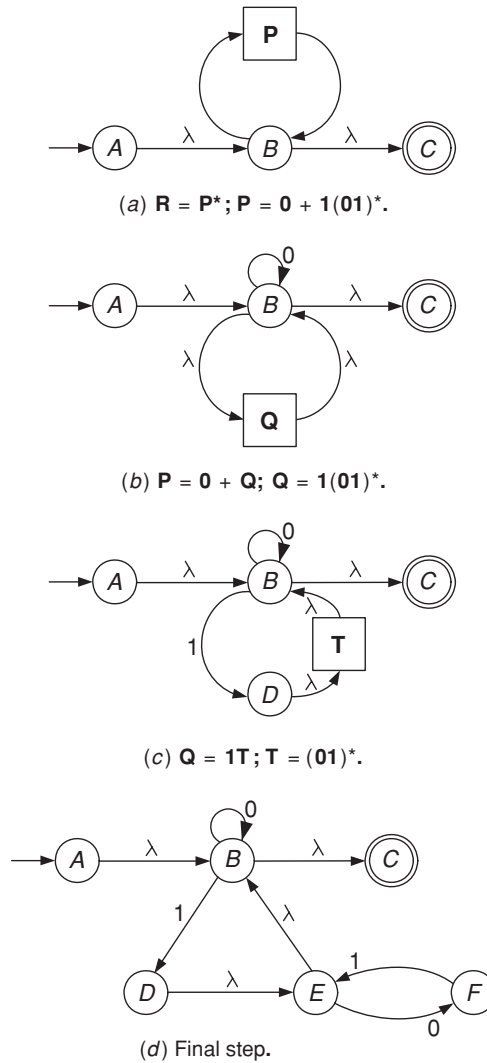 P
A λ B λ C
(a) R = P*; P = 0 + 1(01)*.
0
A λ B λ C
λ λ
Q
(b) P = 0 + Q; Q = 1(01)*.
0
A λ B λ C
λ
1 T
D λ
(c) Q = 1T; T = (01)*.
0
A λ B λ C
1 λ
1
D λ E F
0
(d) Final step.